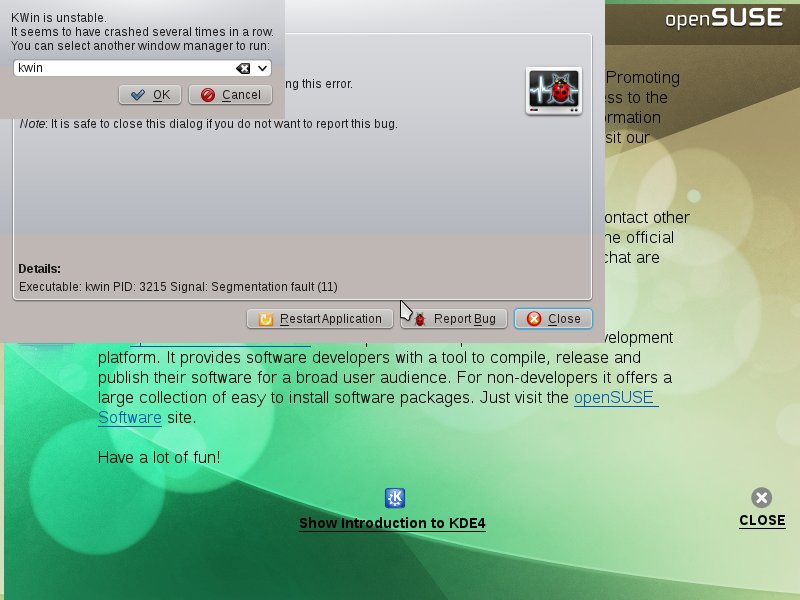 KWin is unstable.
It seems to have crashed several times in a row.
You can select another window manager to run:
kwin
OK
Cancel
ng this error.
Note: It is safe to close this dialog if you do not want to report this bug.
Details:
Executable: kwin PID: 3215 Signal: Segmentation fault (11)
Restart Application
Report Bug
Close
openSUSE
Promoting
ss to the
ormation
sit our
ontact other
he official
chat are
velopment
platform. It provides software developers with a tool to compile, release and
publish their software for a broad user audience. For non-developers it offers a
large collection of easy to install software packages. Just visit the openSUSE
Software site.
Have a lot of fun!
Show Introduction to KDE4
CLOSE